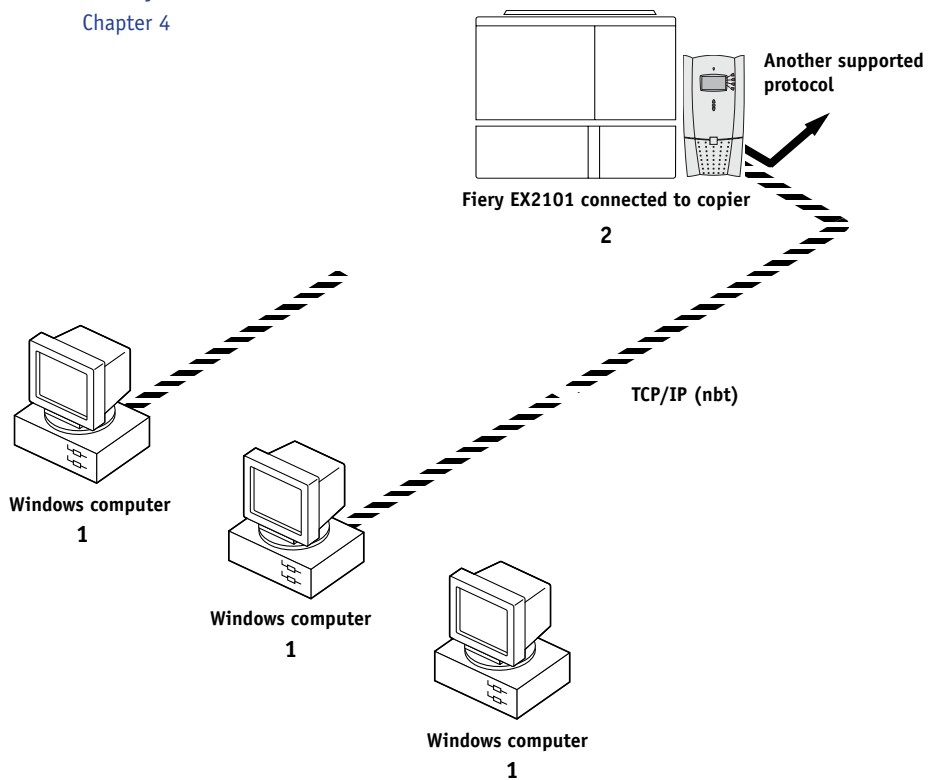 Chapter 4
Another supported
protocol
Fiery EX2101 connected to copier
2
TCP/IP (nbt)
Windows computer
1
Windows computer
1
Windows computer
1